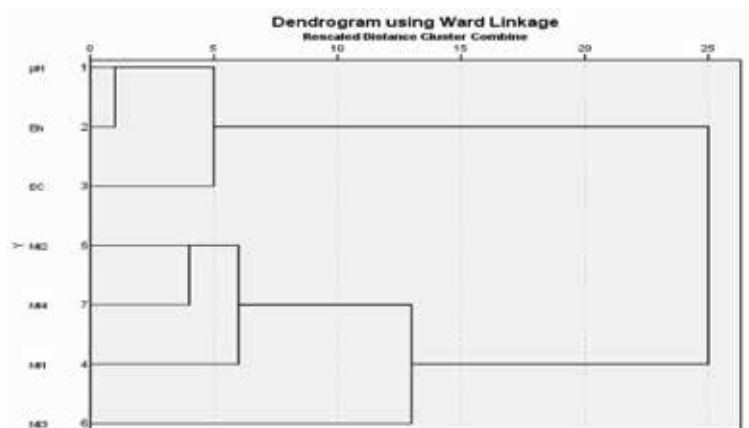 Dendrogram using Ward Linkage
Rescaled Distance Cluster Combine
0 5 10 15 20 25
pH 1
Eh 2
EC 3
Y 5
7
4
6